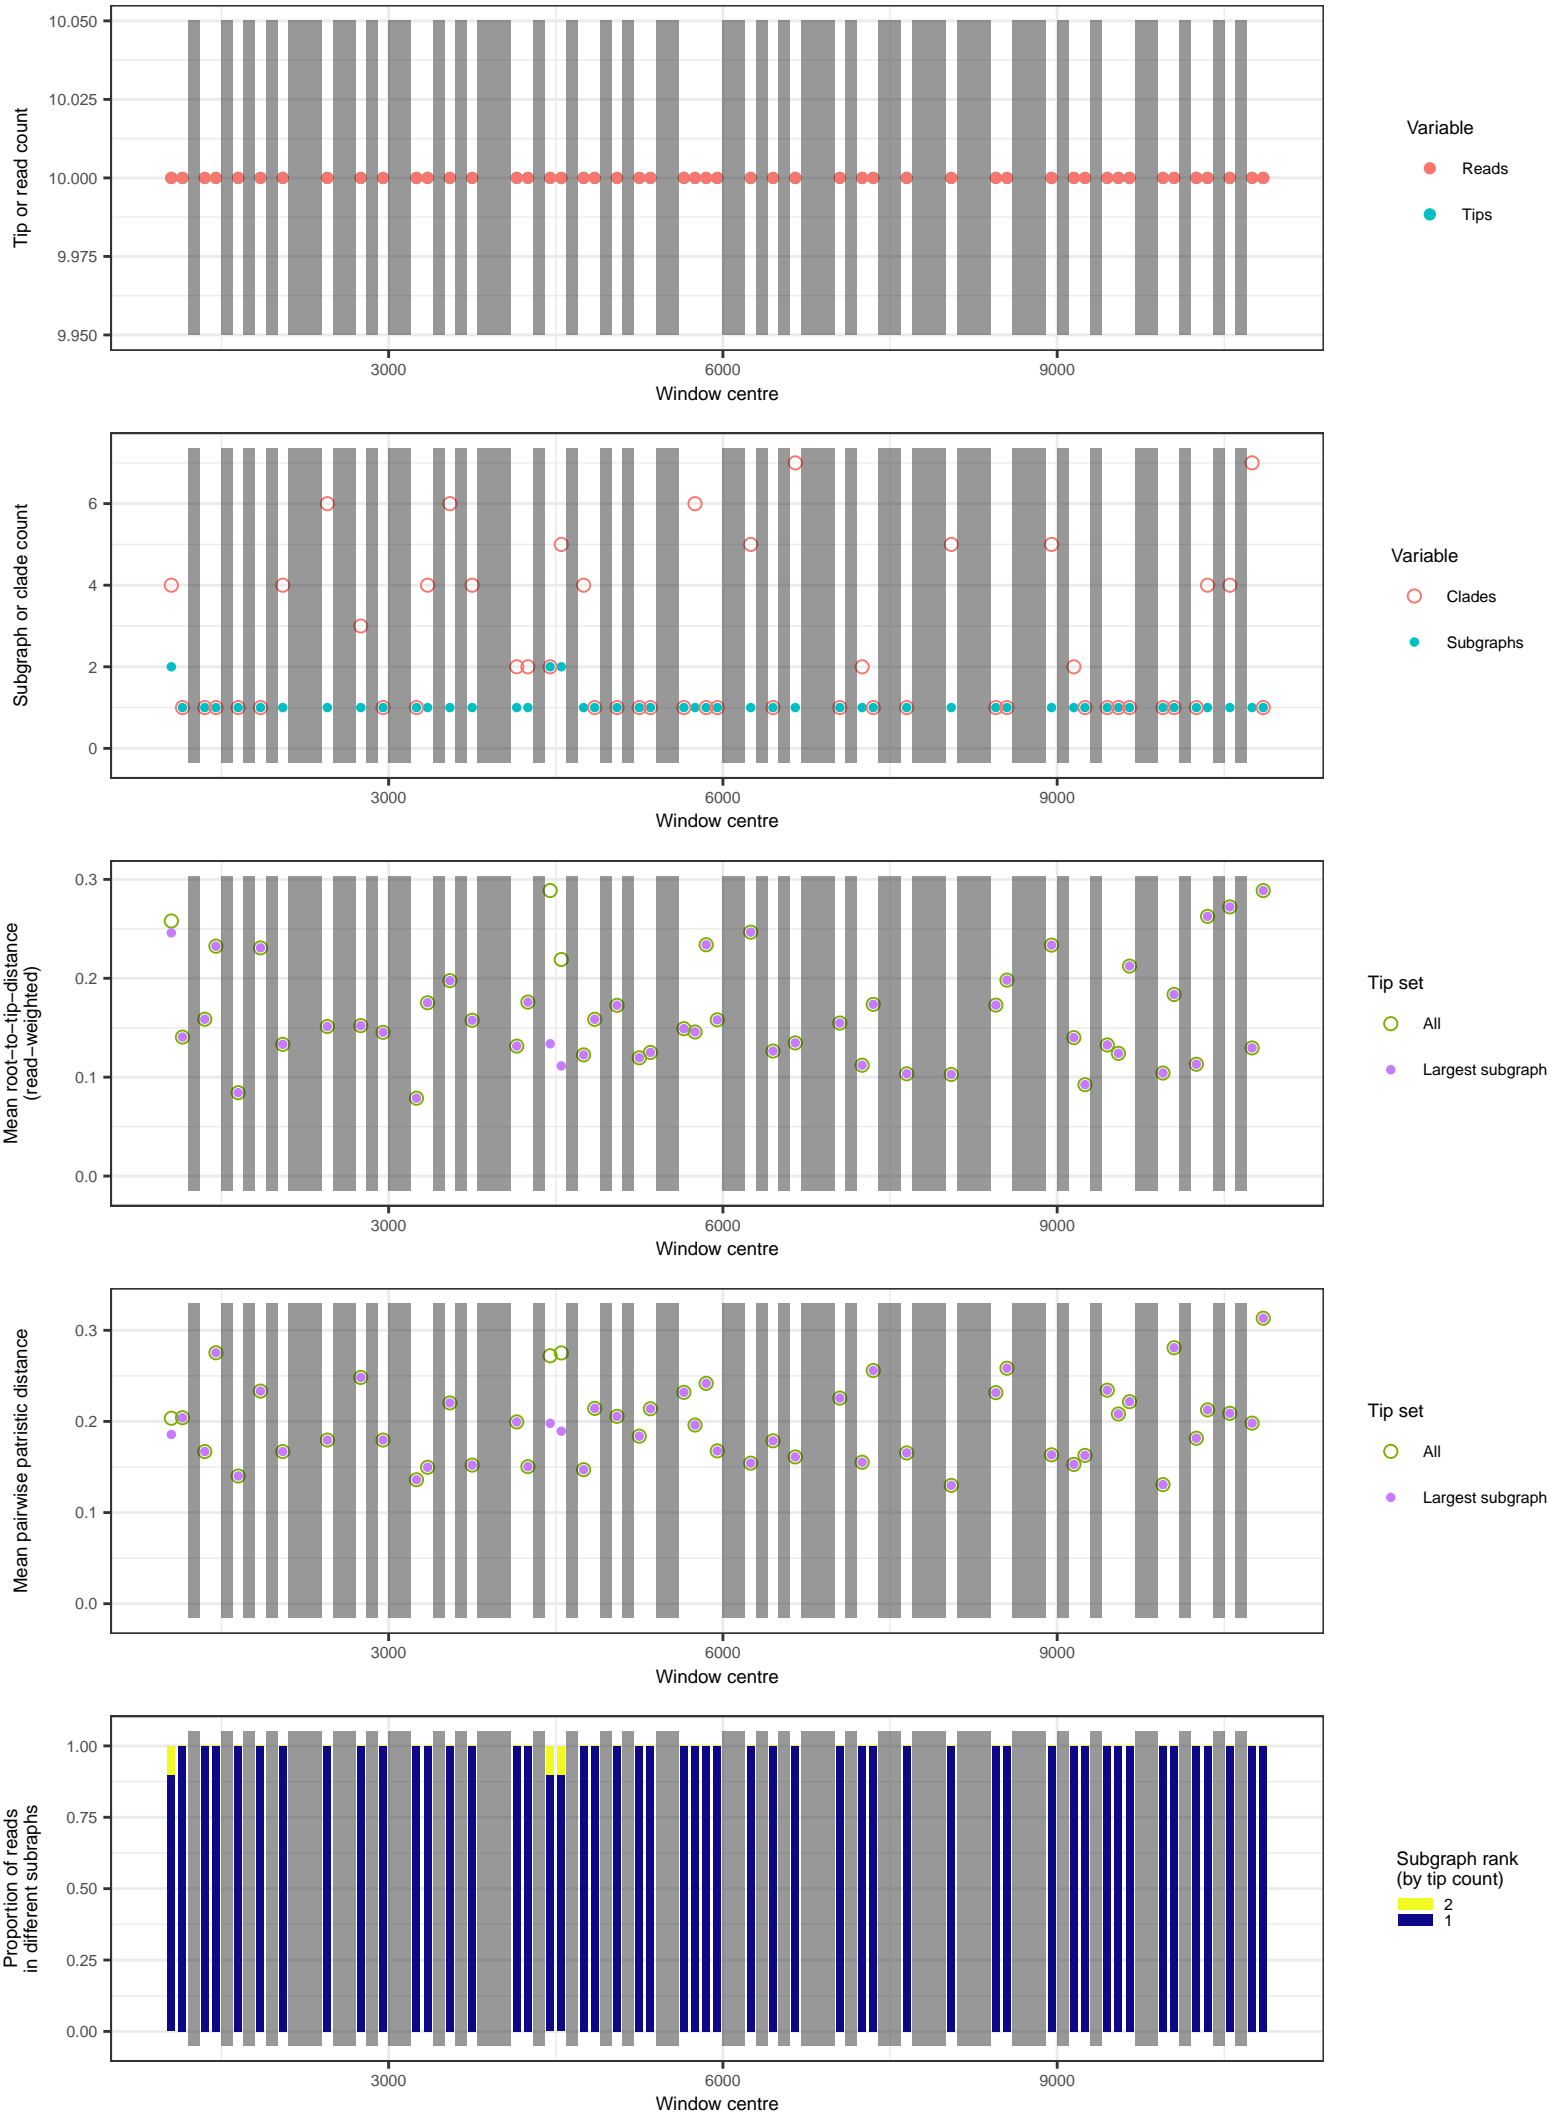 10.050
10.025
10.000
9.975
9.950
Tip or read count
3000
6000
9000
Window centre
Variable
Reads
Tips
6
4
2
0
Subgraph or clade count
3000
6000
9000
Window centre
Variable
Clades
Subgraphs
0.3
0.2
0.1
0.0
Mean root−to−tip−distance
(read−weighted)
3000
6000
9000
Window centre
Tip set
All
Largest subgraph
0.3
0.2
0.1
0.0
Mean pairwise patristic distance
3000
6000
9000
Window centre
Tip set
All
Largest subgraph
1.00
0.75
0.50
0.25
0.00
Proportion of reads
in different subraphs
3000
6000
9000
Window centre
Subgraph rank
(by tip count)
2
1